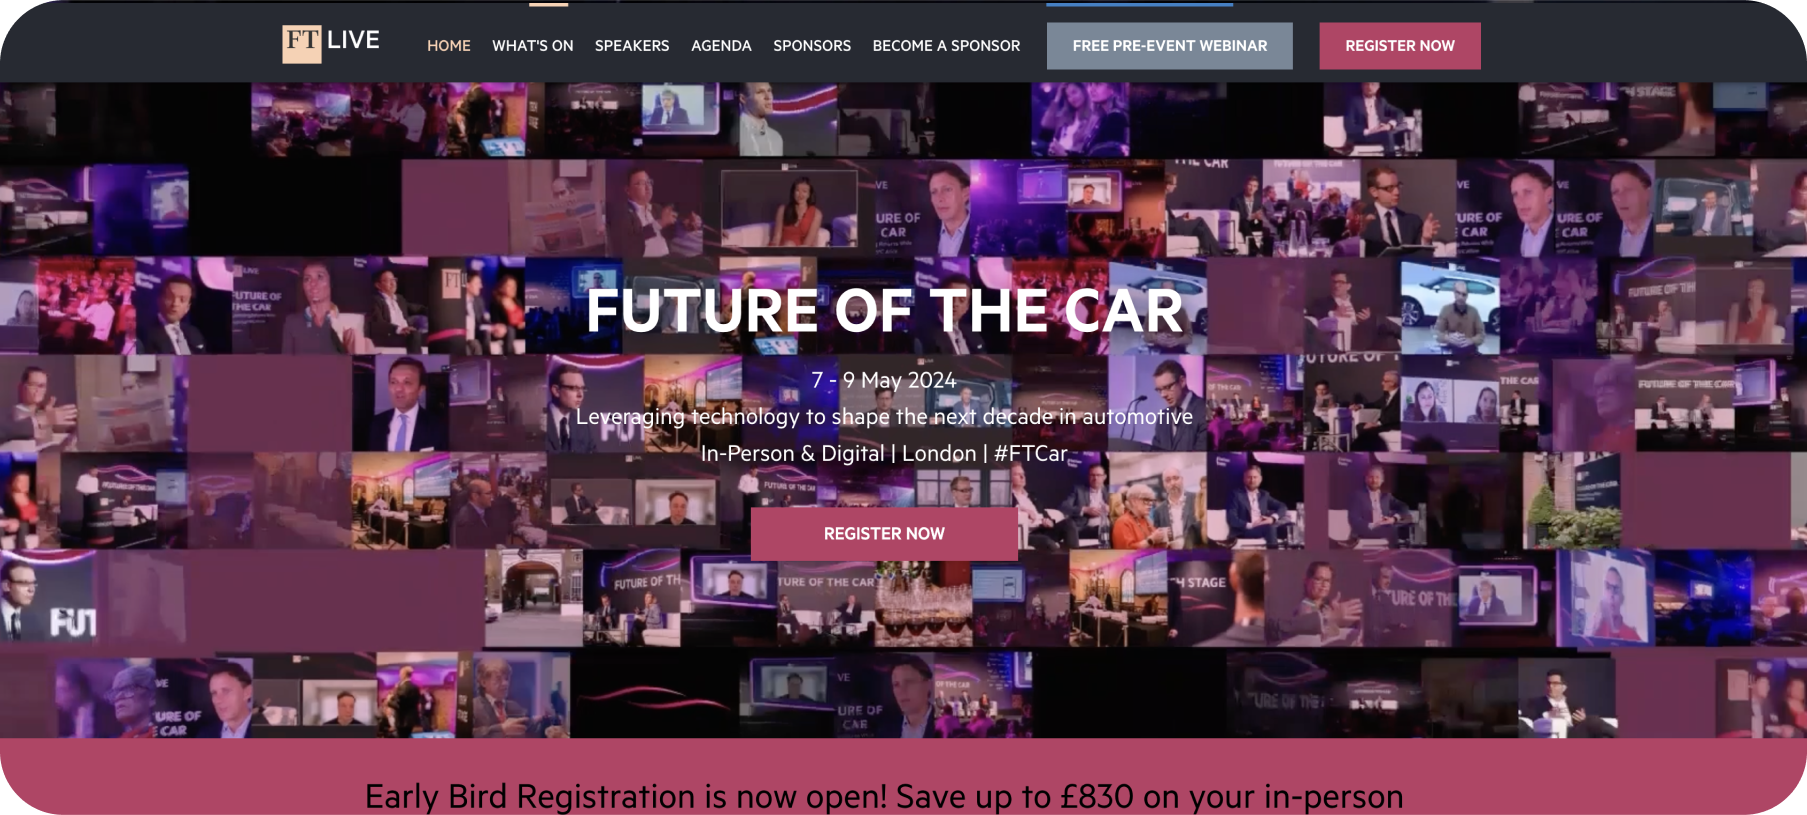 FT LIVE
HOME WHAT'S ON SPEAKERS AGENDA SPONSORS BECOME A SPONSOR FREE PRE-EVENT WEBINAR REGISTER NOW
FUTURE OF THE CAR
7 - 9 May 2024
Leveraging technology to shape the next decade in automotive
In-Person & Digital | London | #FTCar
REGISTER NOW
Early Bird Registration is now open! Save up to £830 on your in-person